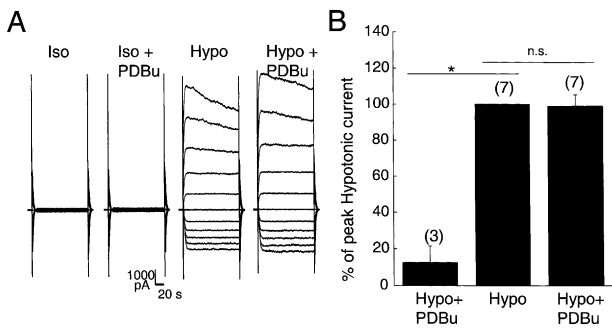 A
Iso
Iso +
PDBu
Hypo
Hypo +
PDBu
1000
pA
20 s
B
% of peak Hypotonic current
140
120
100
80
60
40
20
0
*
n.s.
(3)
(7)
(7)
Hypo+
PDBu
Hypo
Hypo+
PDBu